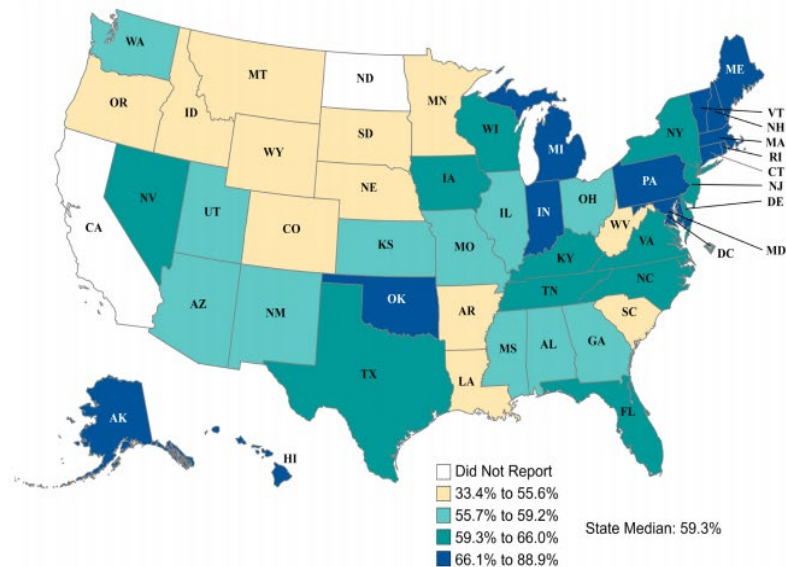 WA
MT
ND
MN
ME
OR
ID
SD
WI
MI
NY
VT
NH
MA
RI
CT
NJ
DE
MD
DC
WY
NE
IA
PA
NV
UT
CO
KS
MO
IL
IN
OH
WV
VA
CA
KY
AZ
NM
OK
AR
TN
NC
SC
MS
AL
GA
TX
LA
FL
AK
HI
Did Not Report
33.4% to 55.6%
55.7% to 59.2%
59.3% to 66.0%
66.1% to 88.9%
State Median: 59.3%